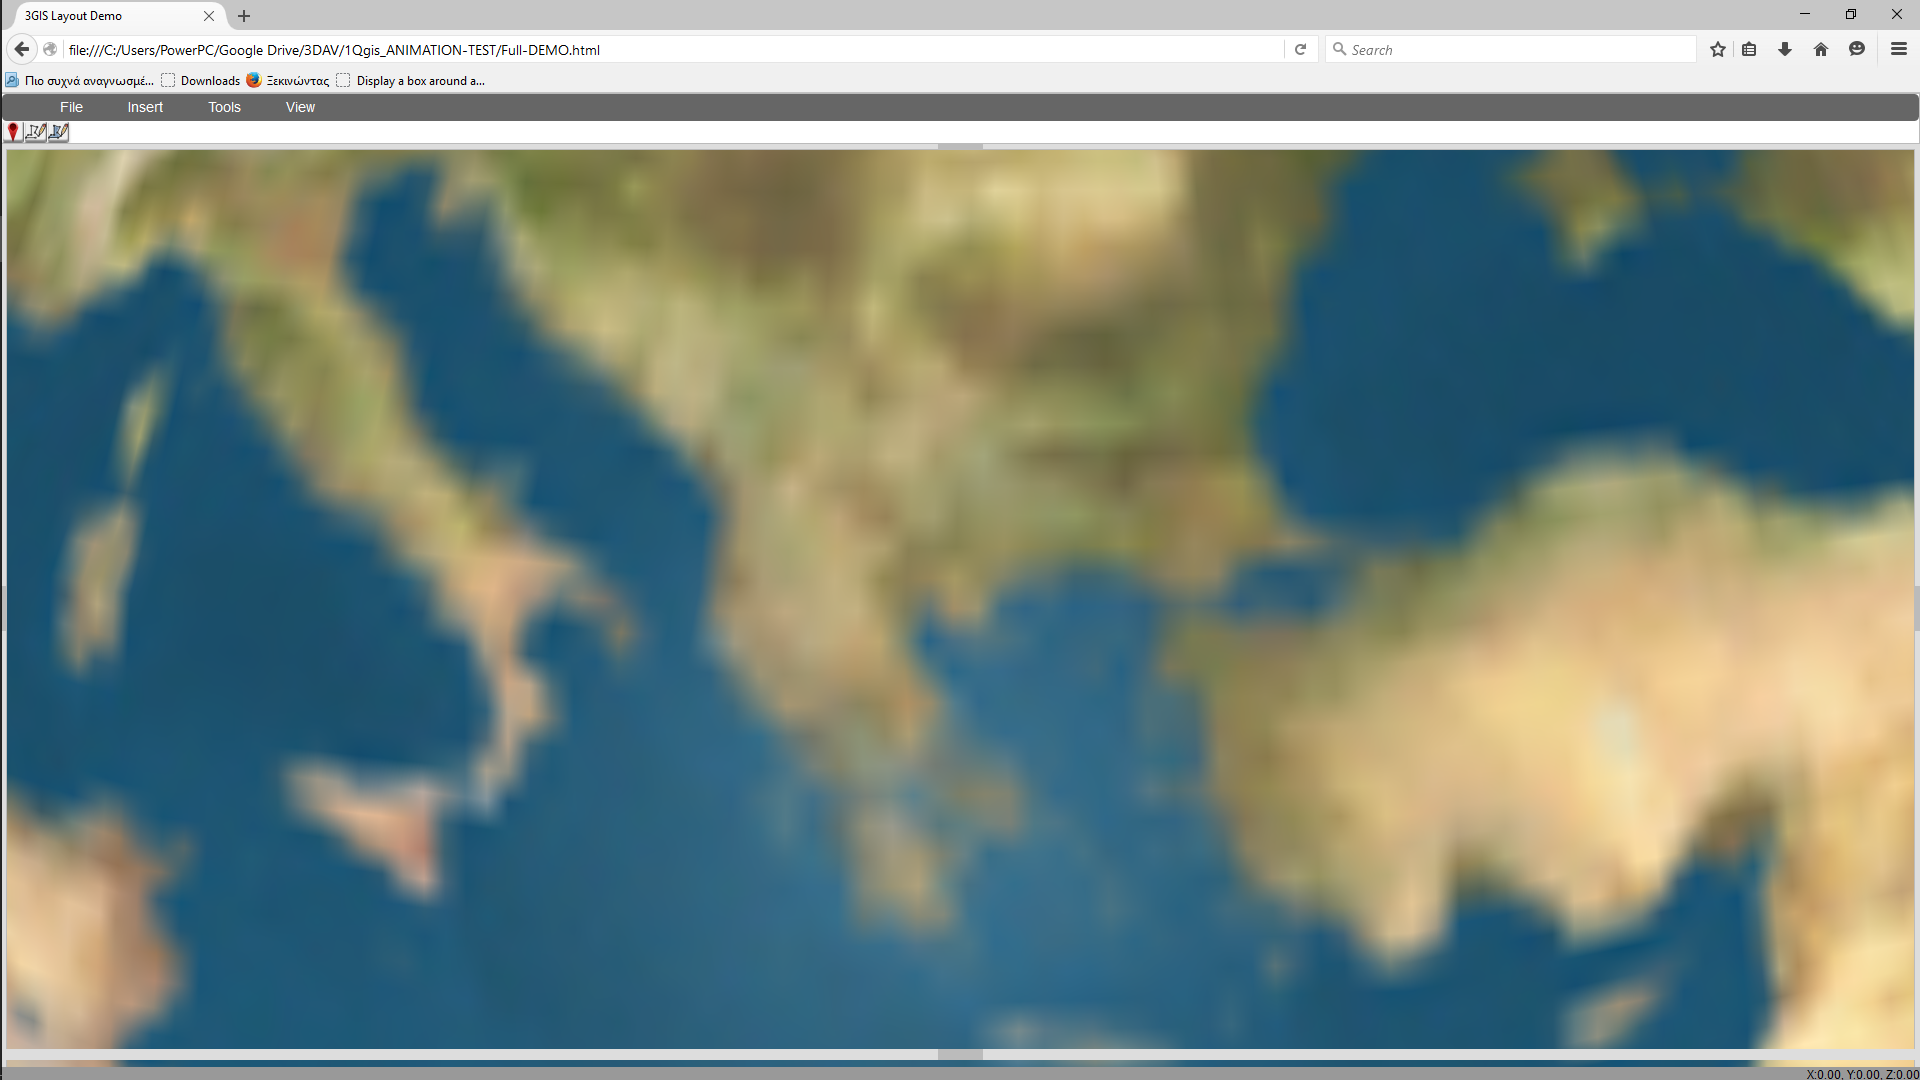 3GIS Layout Demo
file:///C:/Users/PowerPC/Google Drive/3DAV/1Qgis_ANIMATION-TEST/Full-DEMO.html
Search
Πιο συχνά αναγνωσμέ... Downloads Ξεκινώντας Display a box around a...
File Insert Tools View
X:0.00, Y:0.00, Z:0.00